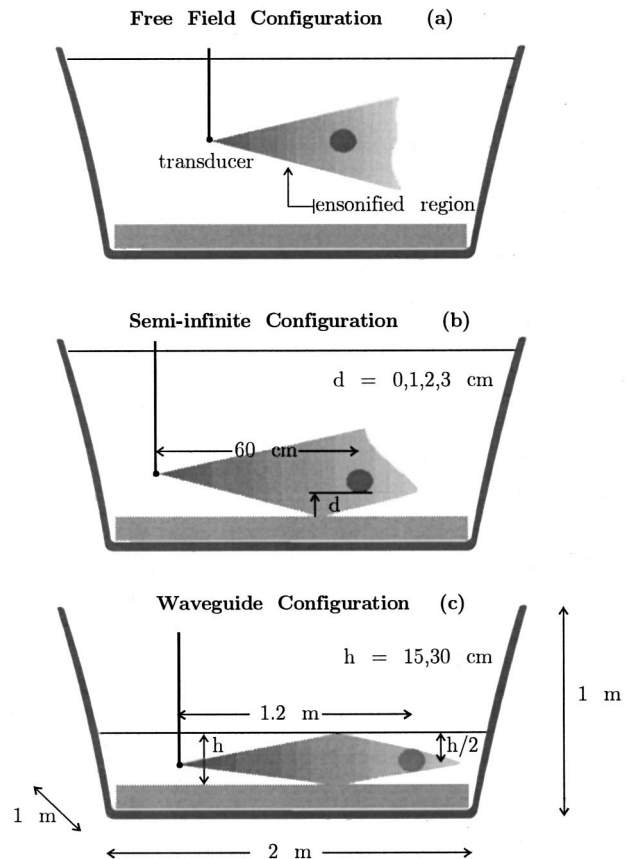 Free Field Configuration (a)
transducer
ensonified region
Semi-infinite Configuration (b)
d = 0,1,2,3 cm
60 cm
d
Waveguide Configuration (c)
h = 15,30 cm
1.2 m
h
h/2
1 m
1 m
2 m